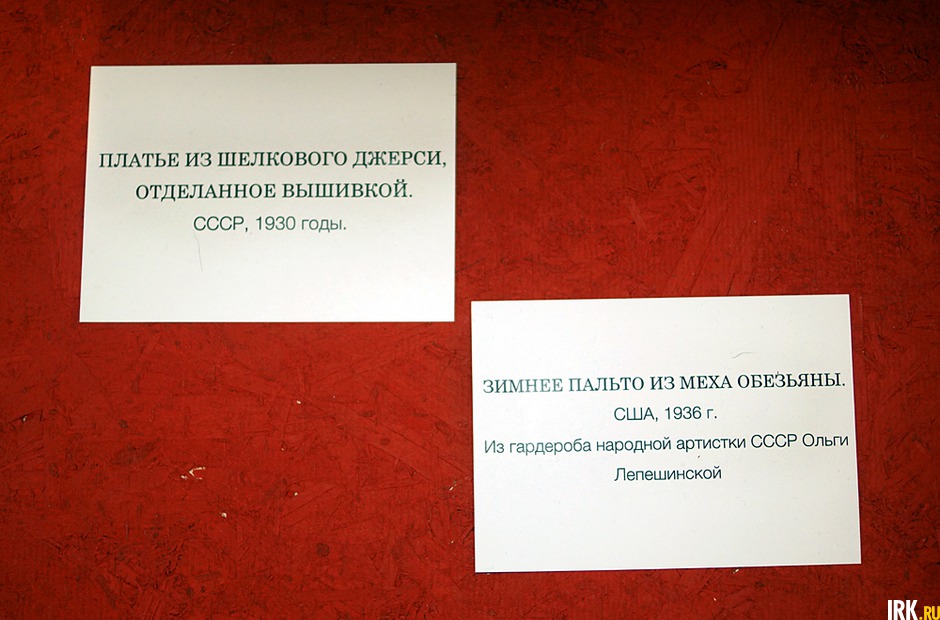 ПЛАТЬЕ ИЗ ШЕЛКОВОГО ДЖЕРСИ,
ОТДЕЛАННОЕ ВЫШИВКОЙ.
СССР, 1930 годы.
ЗИМНЕЕ ПАЛЬТО ИЗ МЕХА ОБЕЗЬЯНЫ.
США, 1936 г.
Из гардероба народной артистки СССР Ольги
Лепешинской
IRK.RU